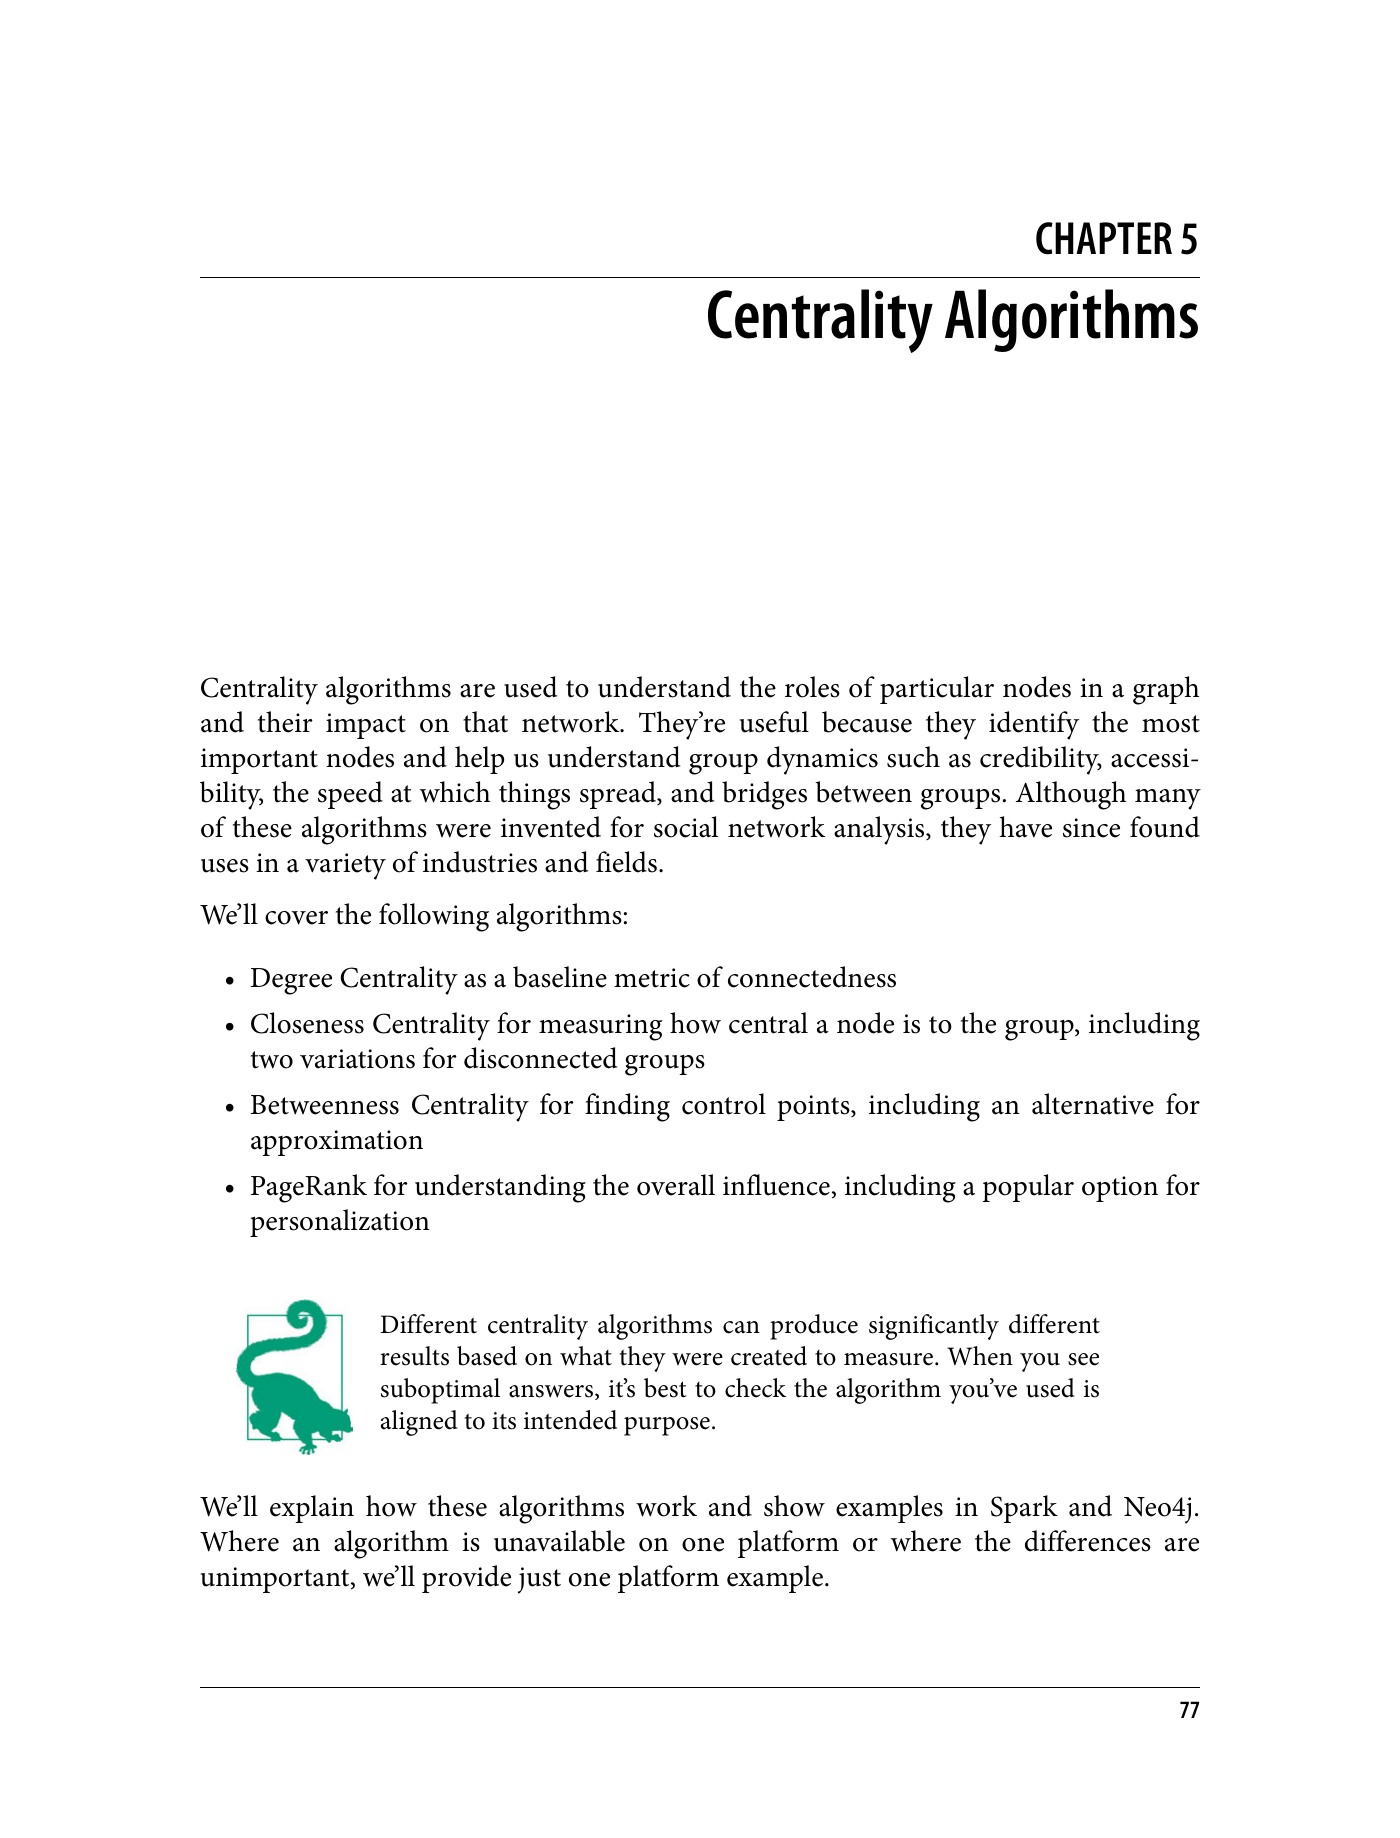 CHAPTER 5
Centrality Algorithms
Centrality algorithms are used to understand the roles of particular nodes in a graph
and their impact on that network. They’re useful because they identify the most
important nodes and help us understand group dynamics such as credibility, accessi-
bility, the speed at which things spread, and bridges between groups. Although many
of these algorithms were invented for social network analysis, they have since found
uses in a variety of industries and fields.
We’ll cover the following algorithms:
• Degree Centrality as a baseline metric of connectedness
• Closeness Centrality for measuring how central a node is to the group, including
two variations for disconnected groups
• Betweenness Centrality for finding control points, including an alternative for
approximation
• PageRank for understanding the overall influence, including a popular option for
personalization
Different centrality algorithms can produce significantly different
results based on what they were created to measure. When you see
suboptimal answers, it’s best to check the algorithm you’ve used is
aligned to its intended purpose.
We’ll explain how these algorithms work and show examples in Spark and Neo4j.
Where an algorithm is unavailable on one platform or where the differences are
unimportant, we’ll provide just one platform example.
77